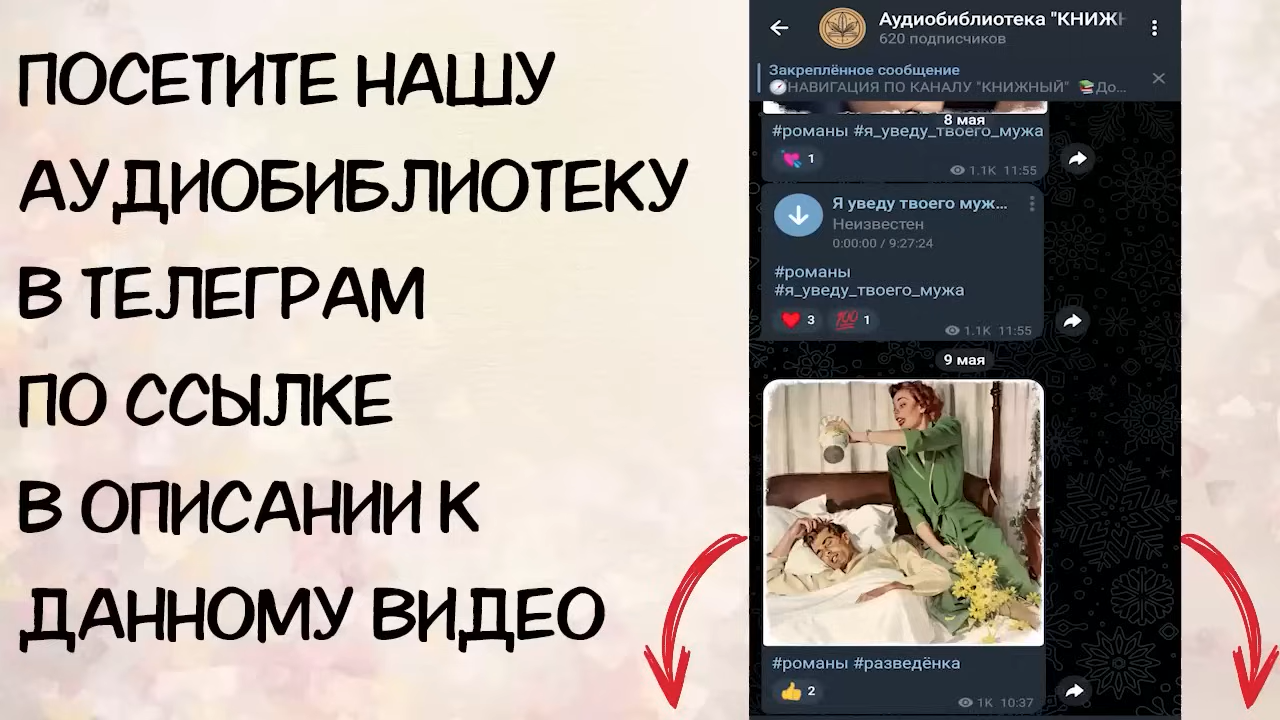 ПОСЕТИТЕ НАШУ
АУДИОБИБЛИОТЕКУ
В ТЕЛЕГРАМ
ПО ССЫЛКЕ
В ОПИСАНИИ К
ДАННОМУ ВИДЕО
Аудиобиблиотека "КНИЖН
620 подписчиков
Закреплённое сообщение
НАВИГАЦИЯ ПО КАНАЛУ "КНИЖНЫЙ" 📚До...
8 мая
#романы #я_уведу_твоего_мужа
💘 1
1.1K 11:55
Я уведу твоего муж...
Неизвестен
0:00:00 / 9:27:24
#романы
#я_уведу_твоего_мужа
❤️ 3 💯 1
1.1K 11:55
9 мая
#романы #разведёнка
👍 2
1K 10:37